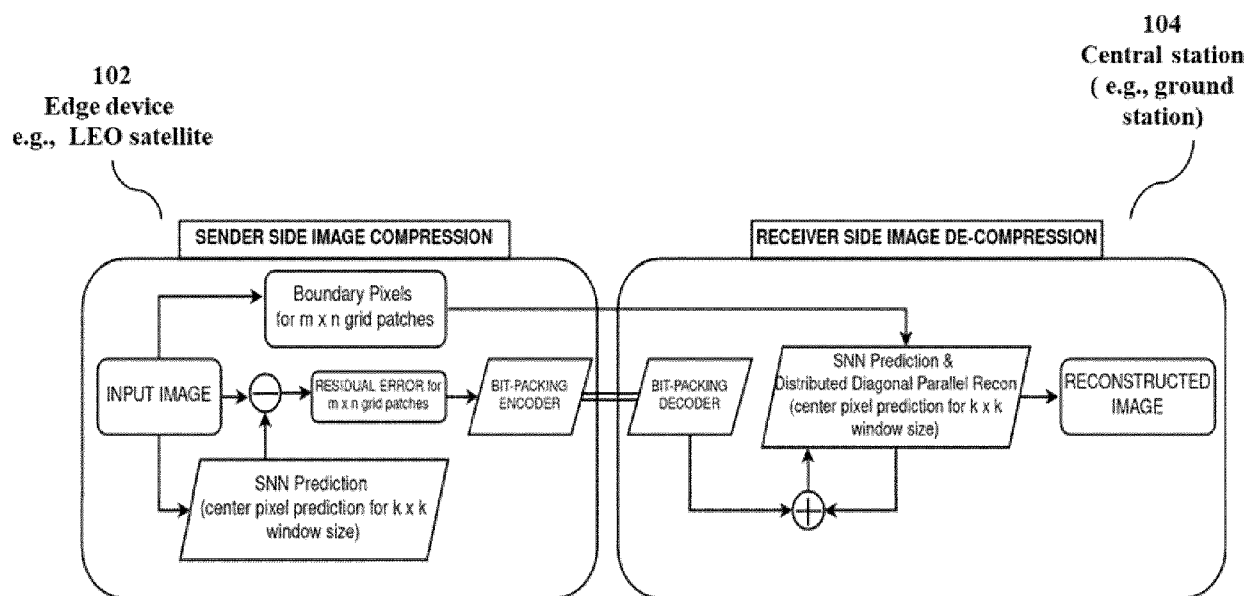 102
Edge device
e.g., LEO satellite
104
Central station
( e.g., ground
station)
SENDER SIDE IMAGE COMPRESSION
RECEIVER SIDE IMAGE DE-COMPRESSION
Boundary Pixels
for m x n grid patches
INPUT IMAGE
RESIDUAL ERROR for
m x n grid patches
BIT-PACKING
ENCODER
SNN Prediction
(center pixel prediction for k x k
window size)
BIT-PACKING
DECODER
SNN Prediction &
Distributed Diagonal Parallel Recon
(center pixel prediction for k x k
window size)
RECONSTRUCTED
IMAGE